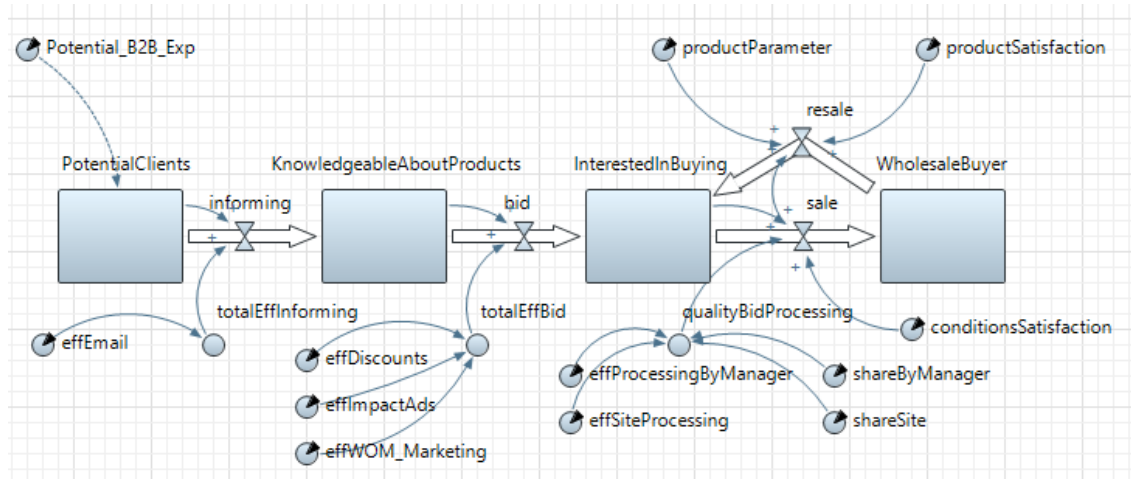 Potential_B2B_Exp
productParameter
productSatisfaction
resale
PotentialClients
KnowledgeableAboutProducts
InterestedInBuying
WholesaleBuyer
informing
bid
sale
totalEffInforming
totalEffBid
qualityBidProcessing
effEmail
conditionsSatisfaction
effDiscounts
effProcessingByManager
shareByManager
effImpactAds
effSiteProcessing
shareSite
effWOM_Marketing